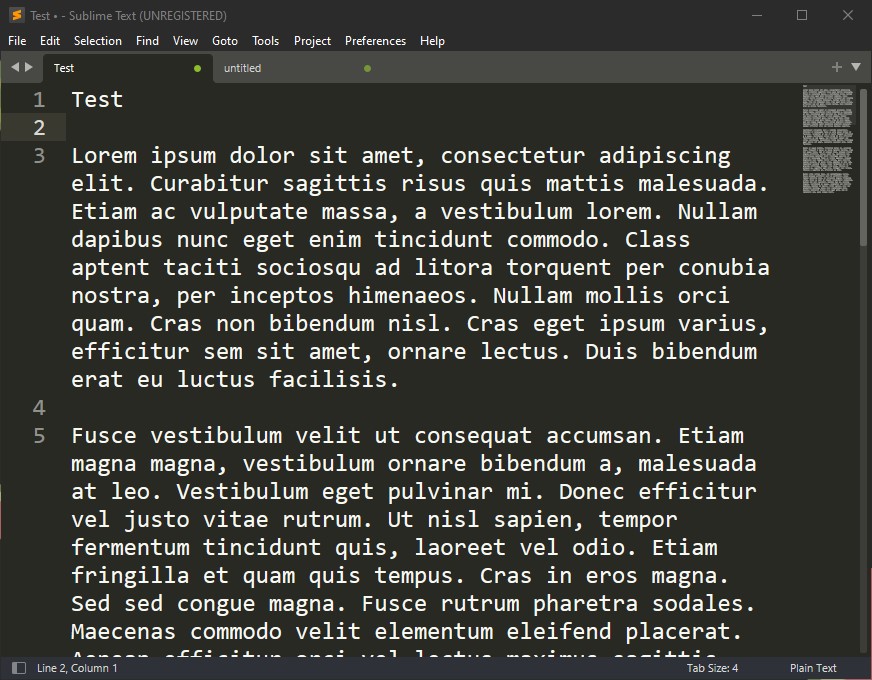 Test • - Sublime Text (UNREGISTERED)
File Edit Selection Find View Goto Tools Project Preferences Help
Test untitled
1 Test
2
3 Lorem ipsum dolor sit amet, consectetur adipiscing
elit. Curabitur sagittis risus quis mattis malesuada.
Etiam ac vulputate massa, a vestibulum lorem. Nullam
dapibus nunc eget enim tincidunt commodo. Class
aptent taciti sociosqu ad litora torquent per conubia
nostra, per inceptos himenaeos. Nullam mollis orci
quam. Cras non bibendum nisl. Cras eget ipsum varius,
efficitur sem sit amet, ornare lectus. Duis bibendum
erat eu luctus facilisis.
4
5 Fusce vestibulum velit ut consequat accumsan. Etiam
magna magna, vestibulum ornare bibendum a, malesuada
at leo. Vestibulum eget pulvinar mi. Donec efficitur
vel justo vitae rutrum. Ut nisl sapien, tempor
fermentum tincidunt quis, laoreet vel odio. Etiam
fringilla et quam quis tempus. Cras in eros magna.
Sed sed congue magna. Fusce rutrum pharetra sodales.
Maecenas commodo velit elementum eleifend placerat.
Aenean efficitur orci vel lectus maximus sagittis
Line 2, Column 1 Tab Size: 4 Plain Text